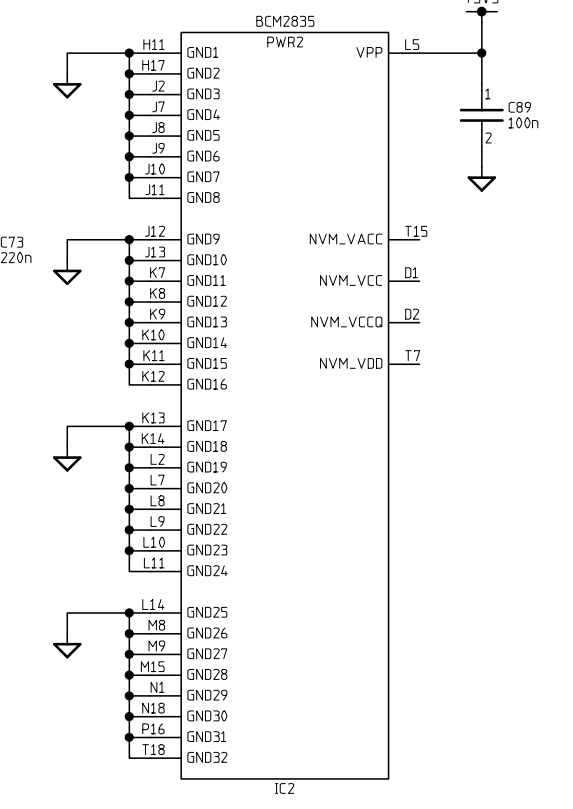 BCM2835
PWR2
H11 GND1
H17 GND2
J2 GND3
J7 GND4
J8 GND5
J9 GND6
J10 GND7
J11 GND8
J12 GND9
J13 GND10
K7 GND11
K8 GND12
K9 GND13
K10 GND14
K11 GND15
K12 GND16
K13 GND17
K14 GND18
L2 GND19
L7 GND20
L8 GND21
L9 GND22
L10 GND23
L11 GND24
L14 GND25
M8 GND26
M9 GND27
M15 GND28
N1 GND29
N18 GND30
P16 GND31
T18 GND32
VPP L5
NVM_VACC T15
NVM_VCC D1
NVM_VCCQ D2
NVM_VDD T7
1
C89
100n
2
C73
220n
IC2